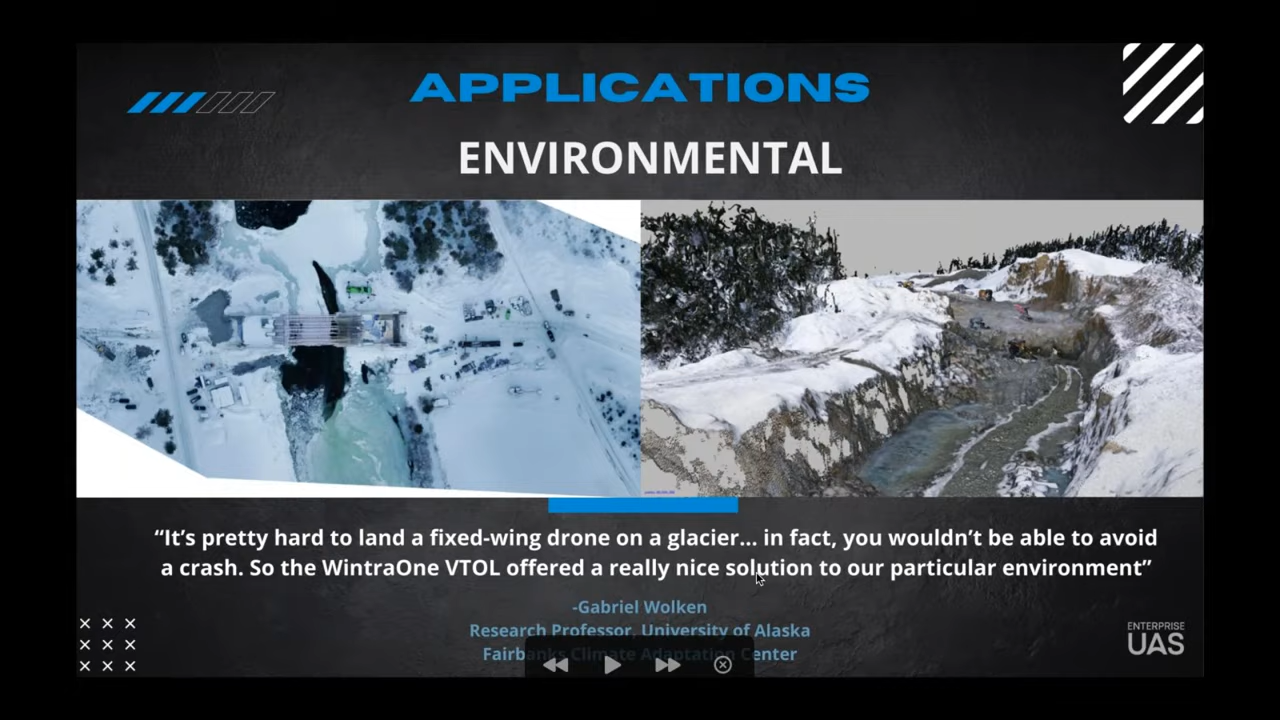 APPLICATIONS
ENVIRONMENTAL
“It’s pretty hard to land a fixed-wing drone on a glacier... in fact, you wouldn’t be able to avoid
a crash. So the WintraOne VTOL offered a really nice solution to our particular environment”
-Gabriel Wolken
Research Professor, University of Alaska
Fairbanks Climate Adaptation Center
ENTERPRISE
UAS